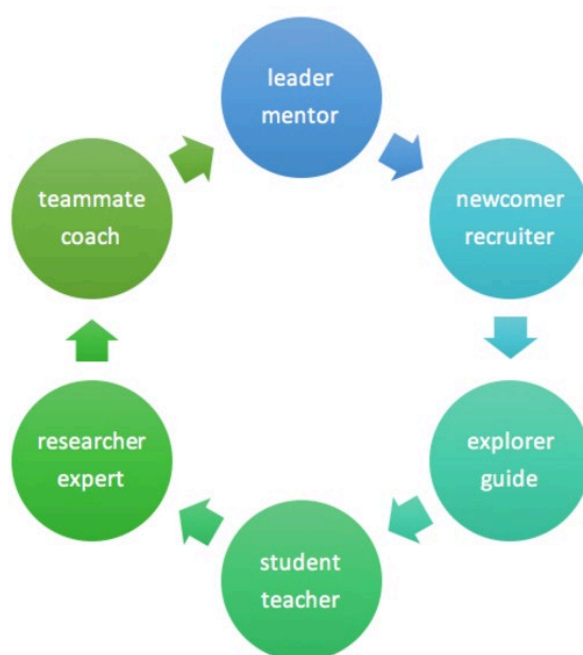 leader
mentor
newcomer
recruiter
explorer
guide
student
teacher
researcher
expert
teammate
coach